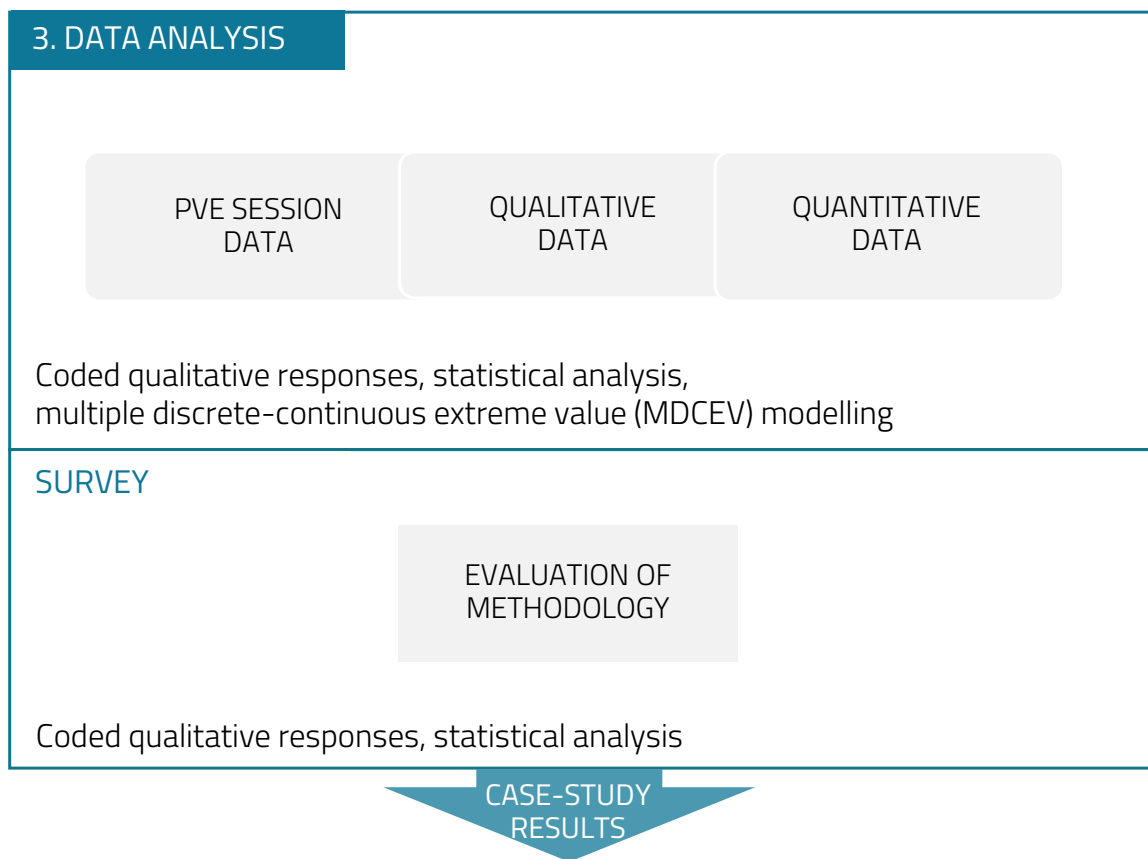 3. DATA ANALYSIS
PVE SESSION
DATA
QUALITATIVE
DATA
QUANTITATIVE
DATA
Coded qualitative responses, statistical analysis,
multiple discrete-continuous extreme value (MDCEV) modelling
SURVEY
EVALUATION OF
METHODOLOGY
Coded qualitative responses, statistical analysis
CASE-STUDY
RESULTS